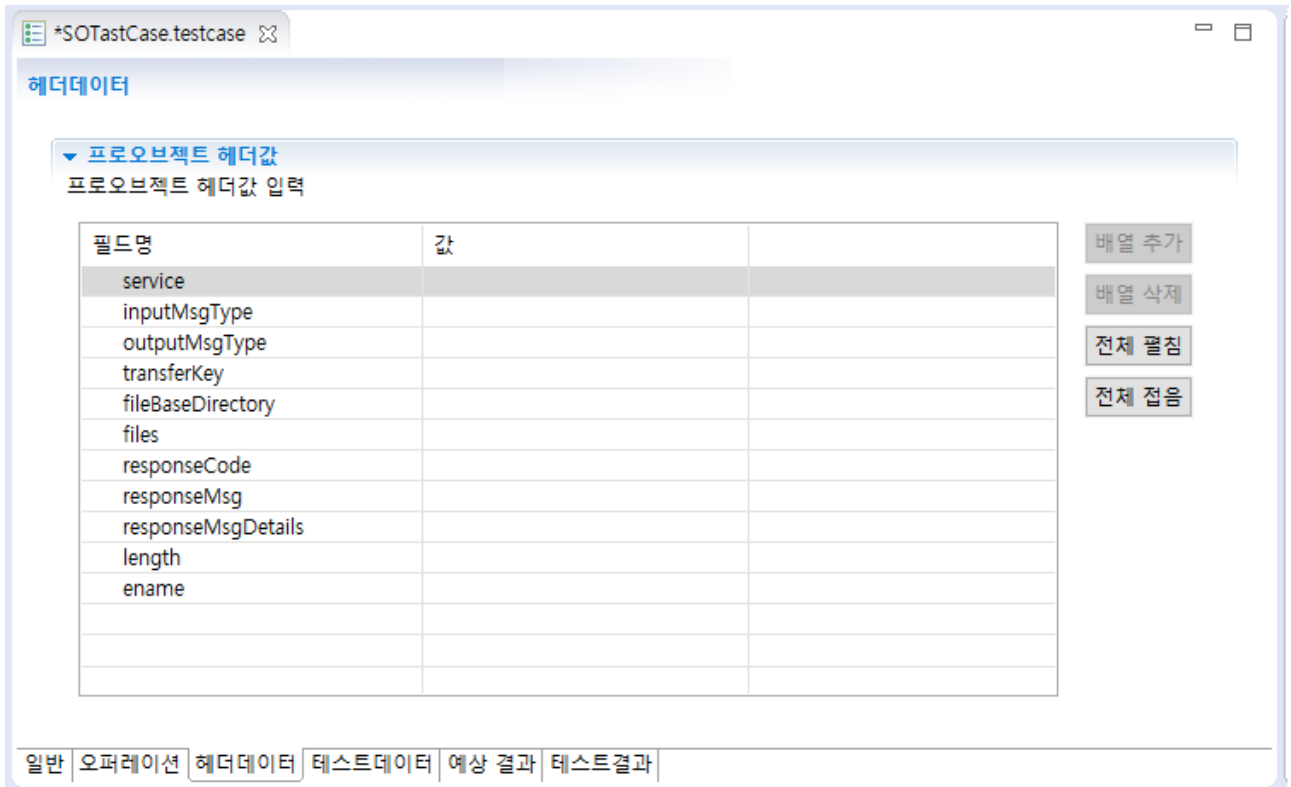 *SOTastCase.testcase
헤더데이터
프로오브젝트 헤더값
프로오브젝트 헤더값 입력
필드명 값
service
inputMsgType
outputMsgType
transferKey
fileBaseDirectory
files
responseCode
responseMsg
responseMsgDetails
length
ename
배열 추가
배열 삭제
전체 펼침
전체 접음
일반 오퍼레이션 헤더데이터 테스트데이터 예상 결과 테스트결과